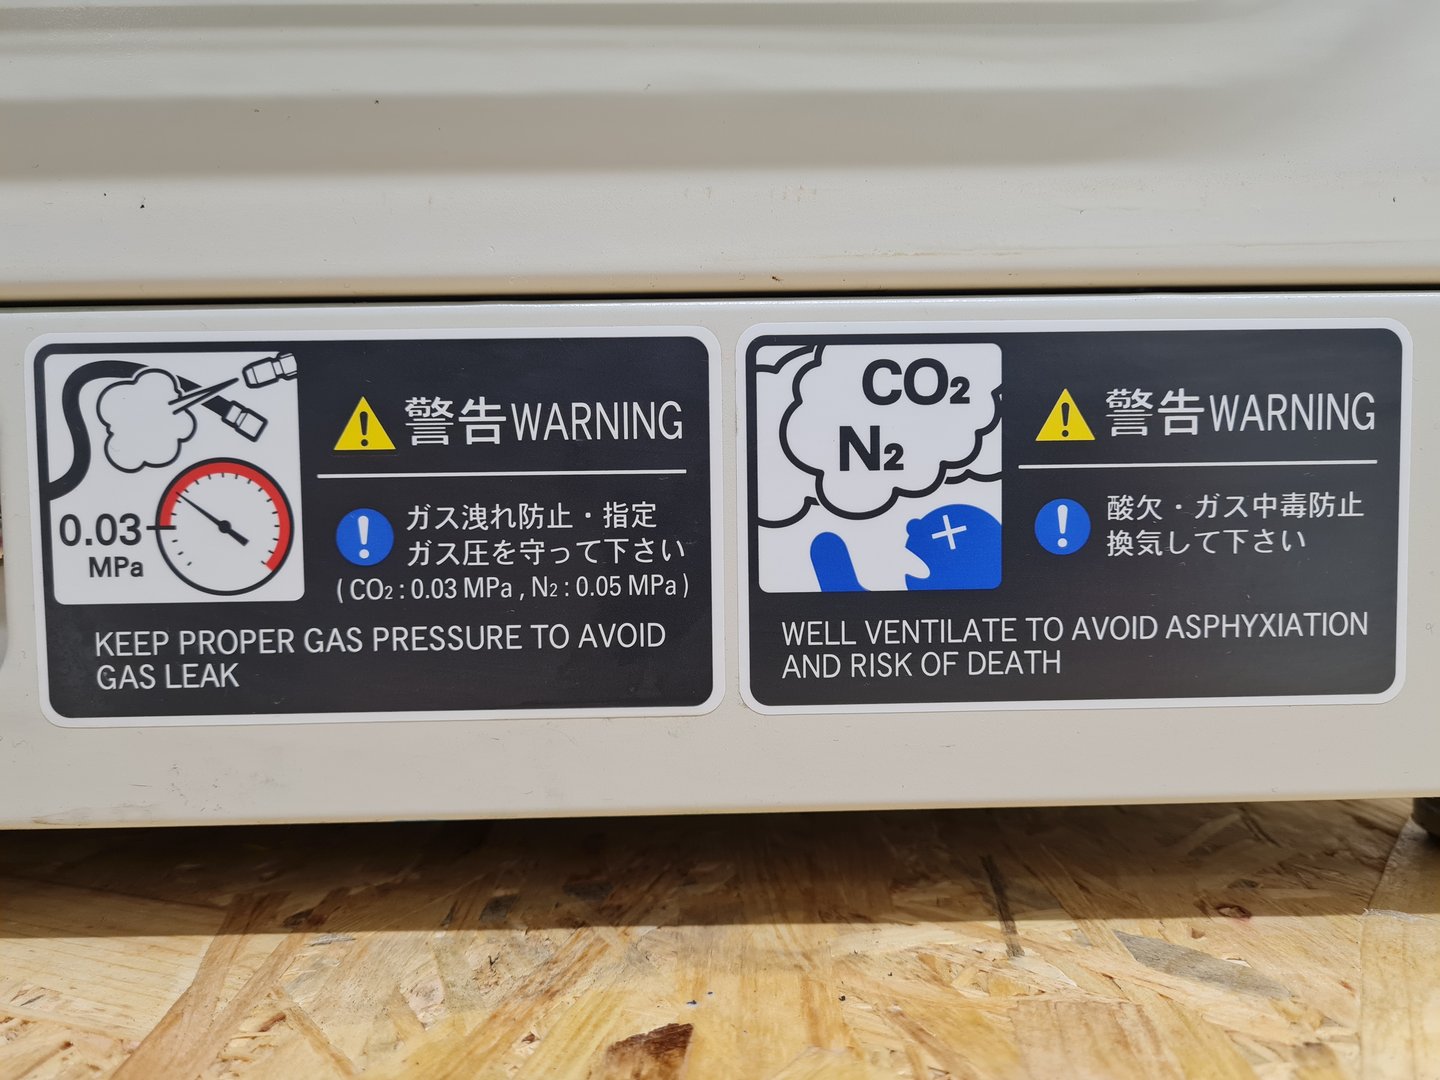 0.03
MPa
警告WARNING
ガス洩れ防止・指定
ガス圧を守って下さい
(CO₂:0.03 MPa, N₂:0.05 MPa)
KEEP PROPER GAS PRESSURE TO AVOID
GAS LEAK
CO₂
N₂
警告WARNING
酸欠・ガス中毒防止
換気して下さい
WELL VENTILATE TO AVOID ASPHYXIATION
AND RISK OF DEATH